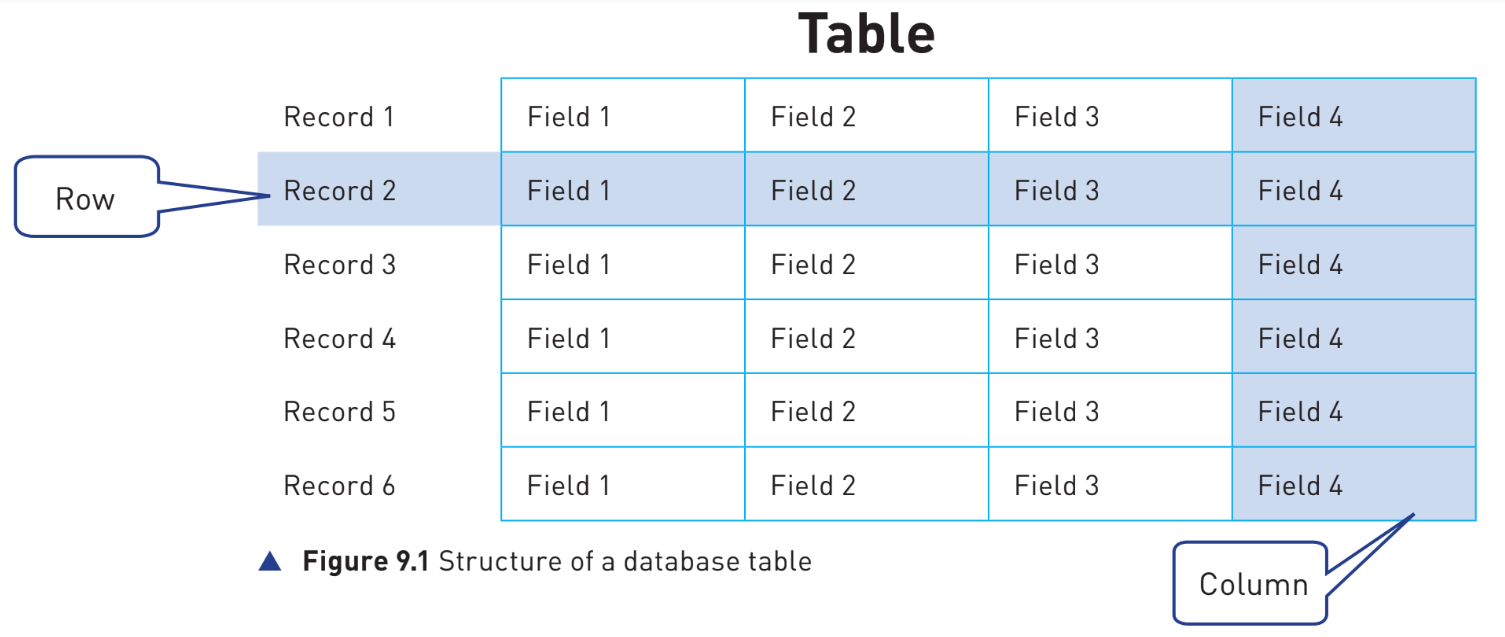 Table
Record 1 Field 1 Field 2 Field 3 Field 4
Row
Record 2 Field 1 Field 2 Field 3 Field 4
Record 3 Field 1 Field 2 Field 3 Field 4
Record 4 Field 1 Field 2 Field 3 Field 4
Record 5 Field 1 Field 2 Field 3 Field 4
Record 6 Field 1 Field 2 Field 3 Field 4
▲ Figure 9.1 Structure of a database table
Column